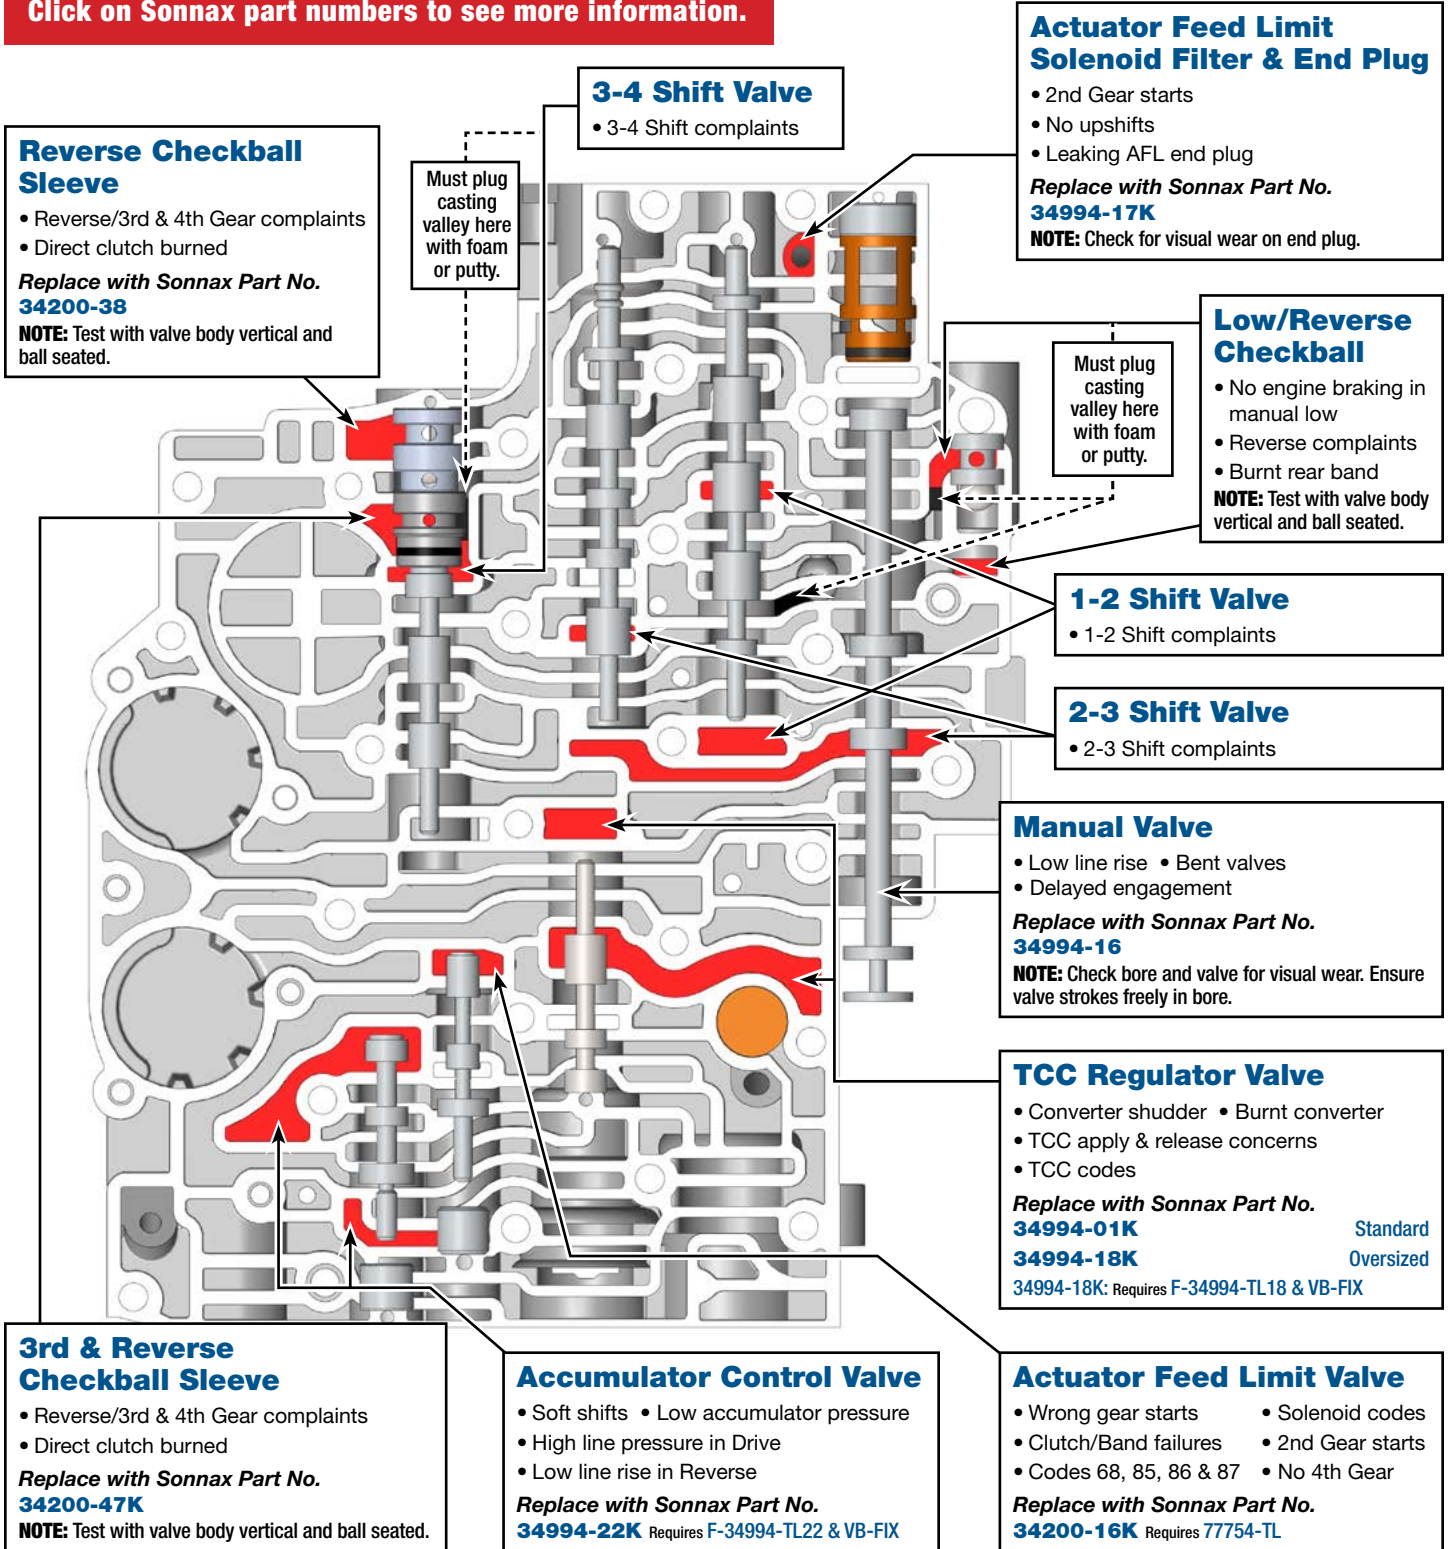 Click on Sonnax part numbers to see more information.
Actuator Feed Limit
Solenoid Filter & End Plug
• 2nd Gear starts
• No upshifts
• Leaking AFL end plug
Replace with Sonnax Part No.
34994-17K
NOTE: Check for visual wear on end plug.
3-4 Shift Valve
• 3-4 Shift complaints
Reverse Checkball
Sleeve
• Reverse/3rd & 4th Gear complaints
• Direct clutch burned
Replace with Sonnax Part No.
34200-38
NOTE: Test with valve body vertical and
ball seated.
Must plug
casting
valley here
with foam
or putty.
Low/Reverse
Checkball
• No engine braking in
manual low
• Reverse complaints
• Burnt rear band
NOTE: Test with valve body
vertical and ball seated.
Must plug
casting
valley here
with foam
or putty.
1-2 Shift Valve
• 1-2 Shift complaints
2-3 Shift Valve
• 2-3 Shift complaints
Manual Valve
• Low line rise • Bent valves
• Delayed engagement
Replace with Sonnax Part No.
34994-16
NOTE: Check bore and valve for visual wear. Ensure
valve strokes freely in bore.
TCC Regulator Valve
• Converter shudder • Burnt converter
• TCC apply & release concerns
• TCC codes
Replace with Sonnax Part No.
34994-01K Standard
34994-18K Oversized
34994-18K: Requires F-34994-TL18 & VB-FIX
3rd & Reverse
Checkball Sleeve
• Reverse/3rd & 4th Gear complaints
• Direct clutch burned
Replace with Sonnax Part No.
34200-47K
NOTE: Test with valve body vertical and ball seated.
Accumulator Control Valve
• Soft shifts • Low accumulator pressure
• High line pressure in Drive
• Low line rise in Reverse
Replace with Sonnax Part No.
34994-22K Requires F-34994-TL22 & VB-FIX
Actuator Feed Limit Valve
• Wrong gear starts • Solenoid codes
• Clutch/Band failures • 2nd Gear starts
• Codes 68, 85, 86 & 87 • No 4th Gear
Replace with Sonnax Part No.
34200-16K Requires 77754-TL